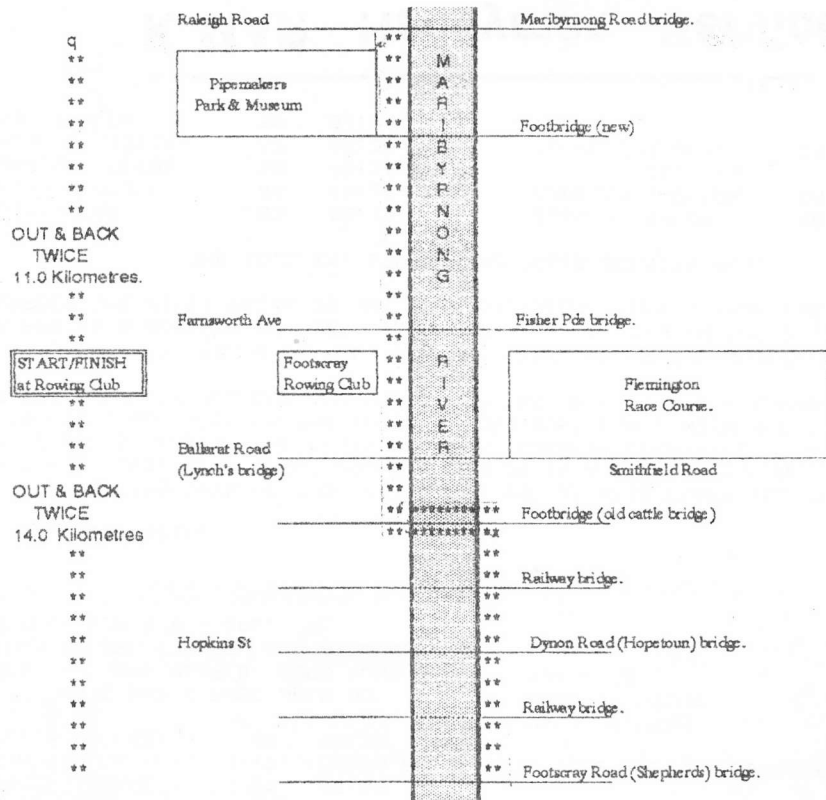 Raleigh Road
Maribyrnong Road bridge.
q
Pipemakers
Park & Museum
Footbridge (new)
MARIBYRNONG
OUT & BACK
TWICE
11.0 Kilometres.
Farnsworth Ave
Fisher Pde bridge.
START/FINISH
at Rowing Club
Footscray
Rowing Club
RIVER
Flemington
Race Course.
Ballarat Road
(Lynch's bridge)
Smithfield Road
OUT & BACK
TWICE
14.0 Kilometres
Footbridge (old cattle bridge)
Railway bridge.
Hopkins St
Dynon Road (Hopetoun) bridge.
Railway bridge.
Footscray Road (Shepherds) bridge.